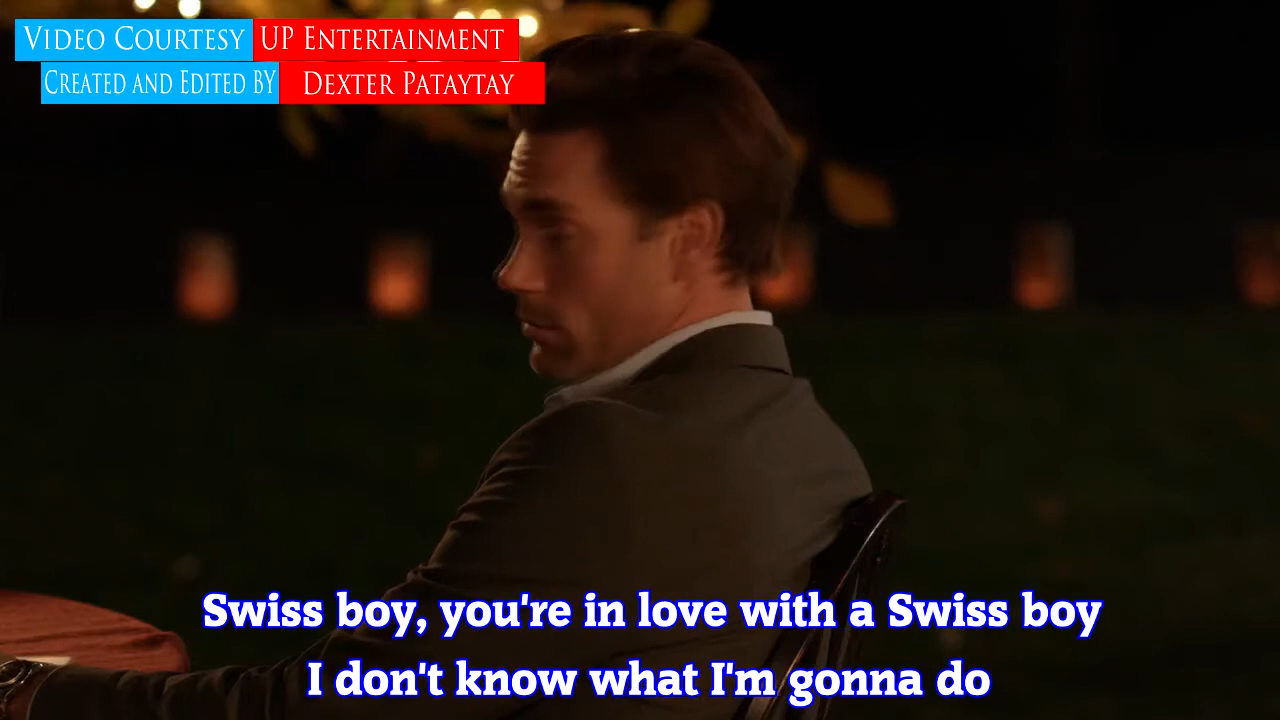 VIDEO COURTESY UP ENTERTAINMENT
CREATED AND EDITED BY DEXTER PATAYTAY
Swiss boy, you're in love with a Swiss boy
I don't know what I'm gonna do